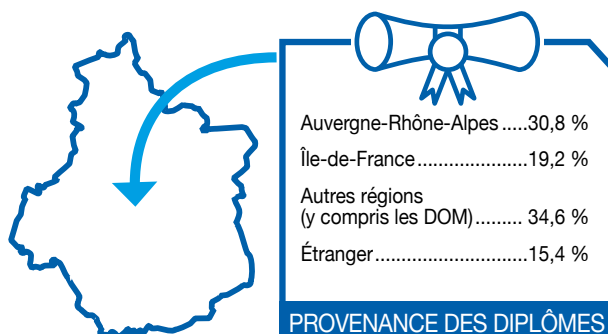 Auvergne-Rhône-Alpes.....30,8 %
Île-de-France......................19,2 %
Autres régions
(y compris les DOM)......... 34,6 %
Étranger..............................15,4 %
PROVENANCE DES DIPLÔMES